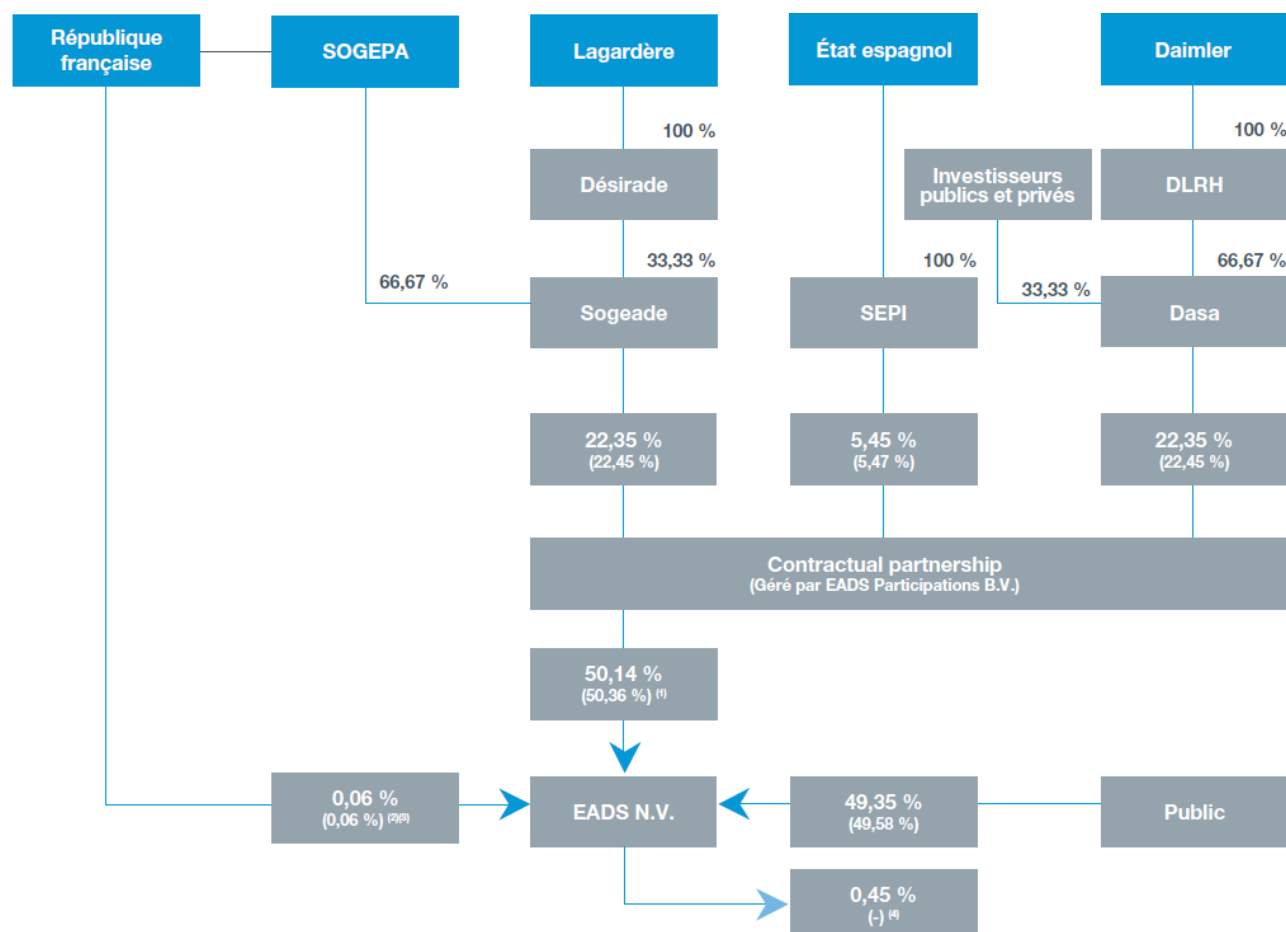 République
française
SOGEPA
Lagardère
État espagnol
Daimler
100 %
100 %
Désirade
Investisseurs
publics et privés
DLRH
33,33 %
100 %
66,67 %
66,67 %
33,33 %
Sogeade
SEPI
Dasa
22,35 %
(22,45 %)
5,45 %
(5,47 %)
22,35 %
(22,45 %)
Contractual partnership
(Géré par EADS Participations B.V.)
50,14 %
(50,36 %) (1)
0,06 %
(0,06 %) (2)(3)
EADS N.V.
49,35 %
(49,58 %)
Public
0,45 %
(-) (4)